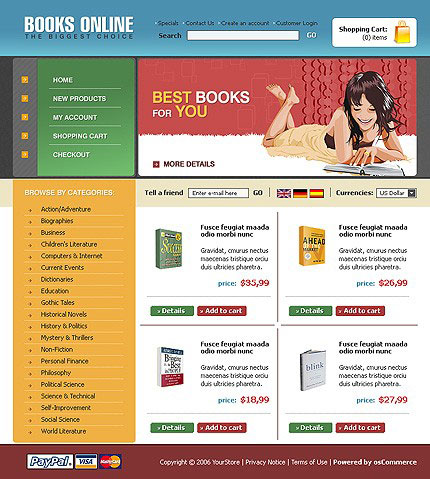 BOOKS ONLINE
THE BIGGEST CHOICE
Specials Contact Us Create an account Customer Login
Search GO
Shopping Cart:
(0) items
HOME
NEW PRODUCTS
MY ACCOUNT
SHOPPING CART
CHECKOUT
BEST BOOKS
FOR YOU
MORE DETAILS
BROWSE BY CATEGORIES
Action/Adventure
Biographies
Business
Children's Literature
Computers & Internet
Current Events
Dictionaries
Education
Gothic Tales
Historical Novels
History & Politics
Mystery & Thrillers
Non-Fiction
Personal Finance
Philosophy
Political Science
Science & Technical
Self-Improvement
Social Science
World Literature
Tell a friend Enter e-mail here GO Currencies: US Dollar
Fusce feugiat maada
odio morbi nunc
Gravidat, cmurus nectus
maecenas tristique orciu
duis ultricies pharetra.
price: $35,99
Details Add to cart
AHEAD
MARKET
Fusce feugiat maada
odio morbi nunc
Gravidat, cmurus nectus
maecenas tristique orciu
duis ultricies pharetra.
price: $26,99
Details Add to cart
Fusce feugiat maada
odio morbi nunc
Gravidat, cmurus nectus
maecenas tristique orciu
duis ultricies pharetra.
price: $18,99
Details Add to cart
blink
Fusce feugiat maada
odio morbi nunc
Gravidat, cmurus nectus
maecenas tristique orciu
duis ultricies pharetra.
price: $27,99
Details Add to cart
PayPal VISA MasterCard
Copyright © 2006 YourStore | Privacy Notice | Terms of Use | Powered by osCommerce